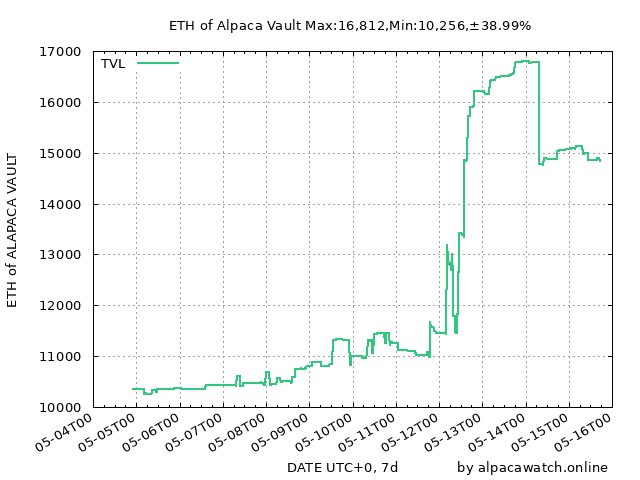 ETH of Alpaca Vault Max:16,812,Min:10,256,±38.99%
TVL
17000
16000
15000
14000
13000
12000
11000
10000
ETH of ALAPACA VAULT
05-04T00
05-05T00
05-06T00
05-07T00
05-08T00
05-09T00
05-10T00
05-11T00
05-12T00
05-13T00
05-14T00
05-15T00
05-16T00
DATE UTC+0, 7d
by alpacawatch.online